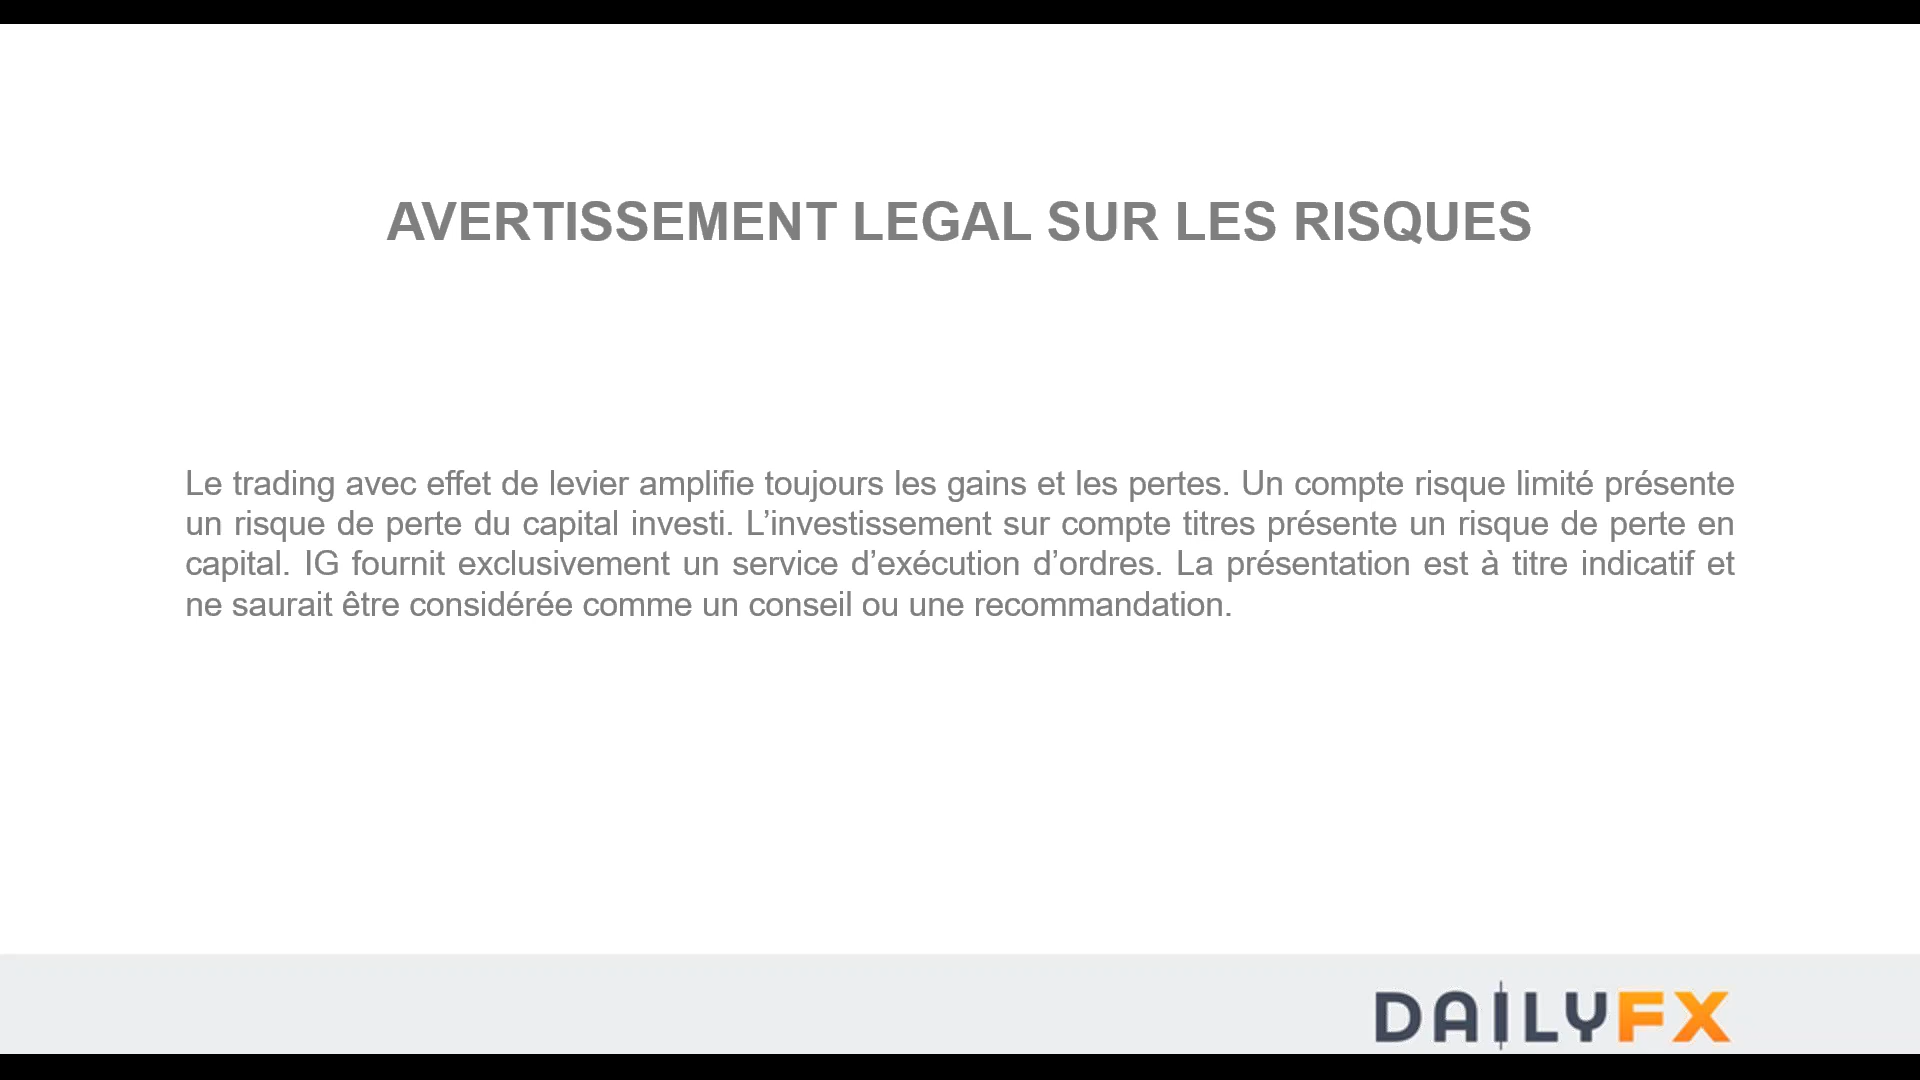 AVERTISSEMENT LEGAL SUR LES RISQUES
Le trading avec effet de levier amplifie toujours les gains et les pertes. Un compte risque limité présente
un risque de perte du capital investi. L’investissement sur compte titres présente un risque de perte en
capital. IG fournit exclusivement un service d’exécution d’ordres. La présentation est à titre indicatif et
ne saurait être considérée comme un conseil ou une recommandation.
DAILYFX